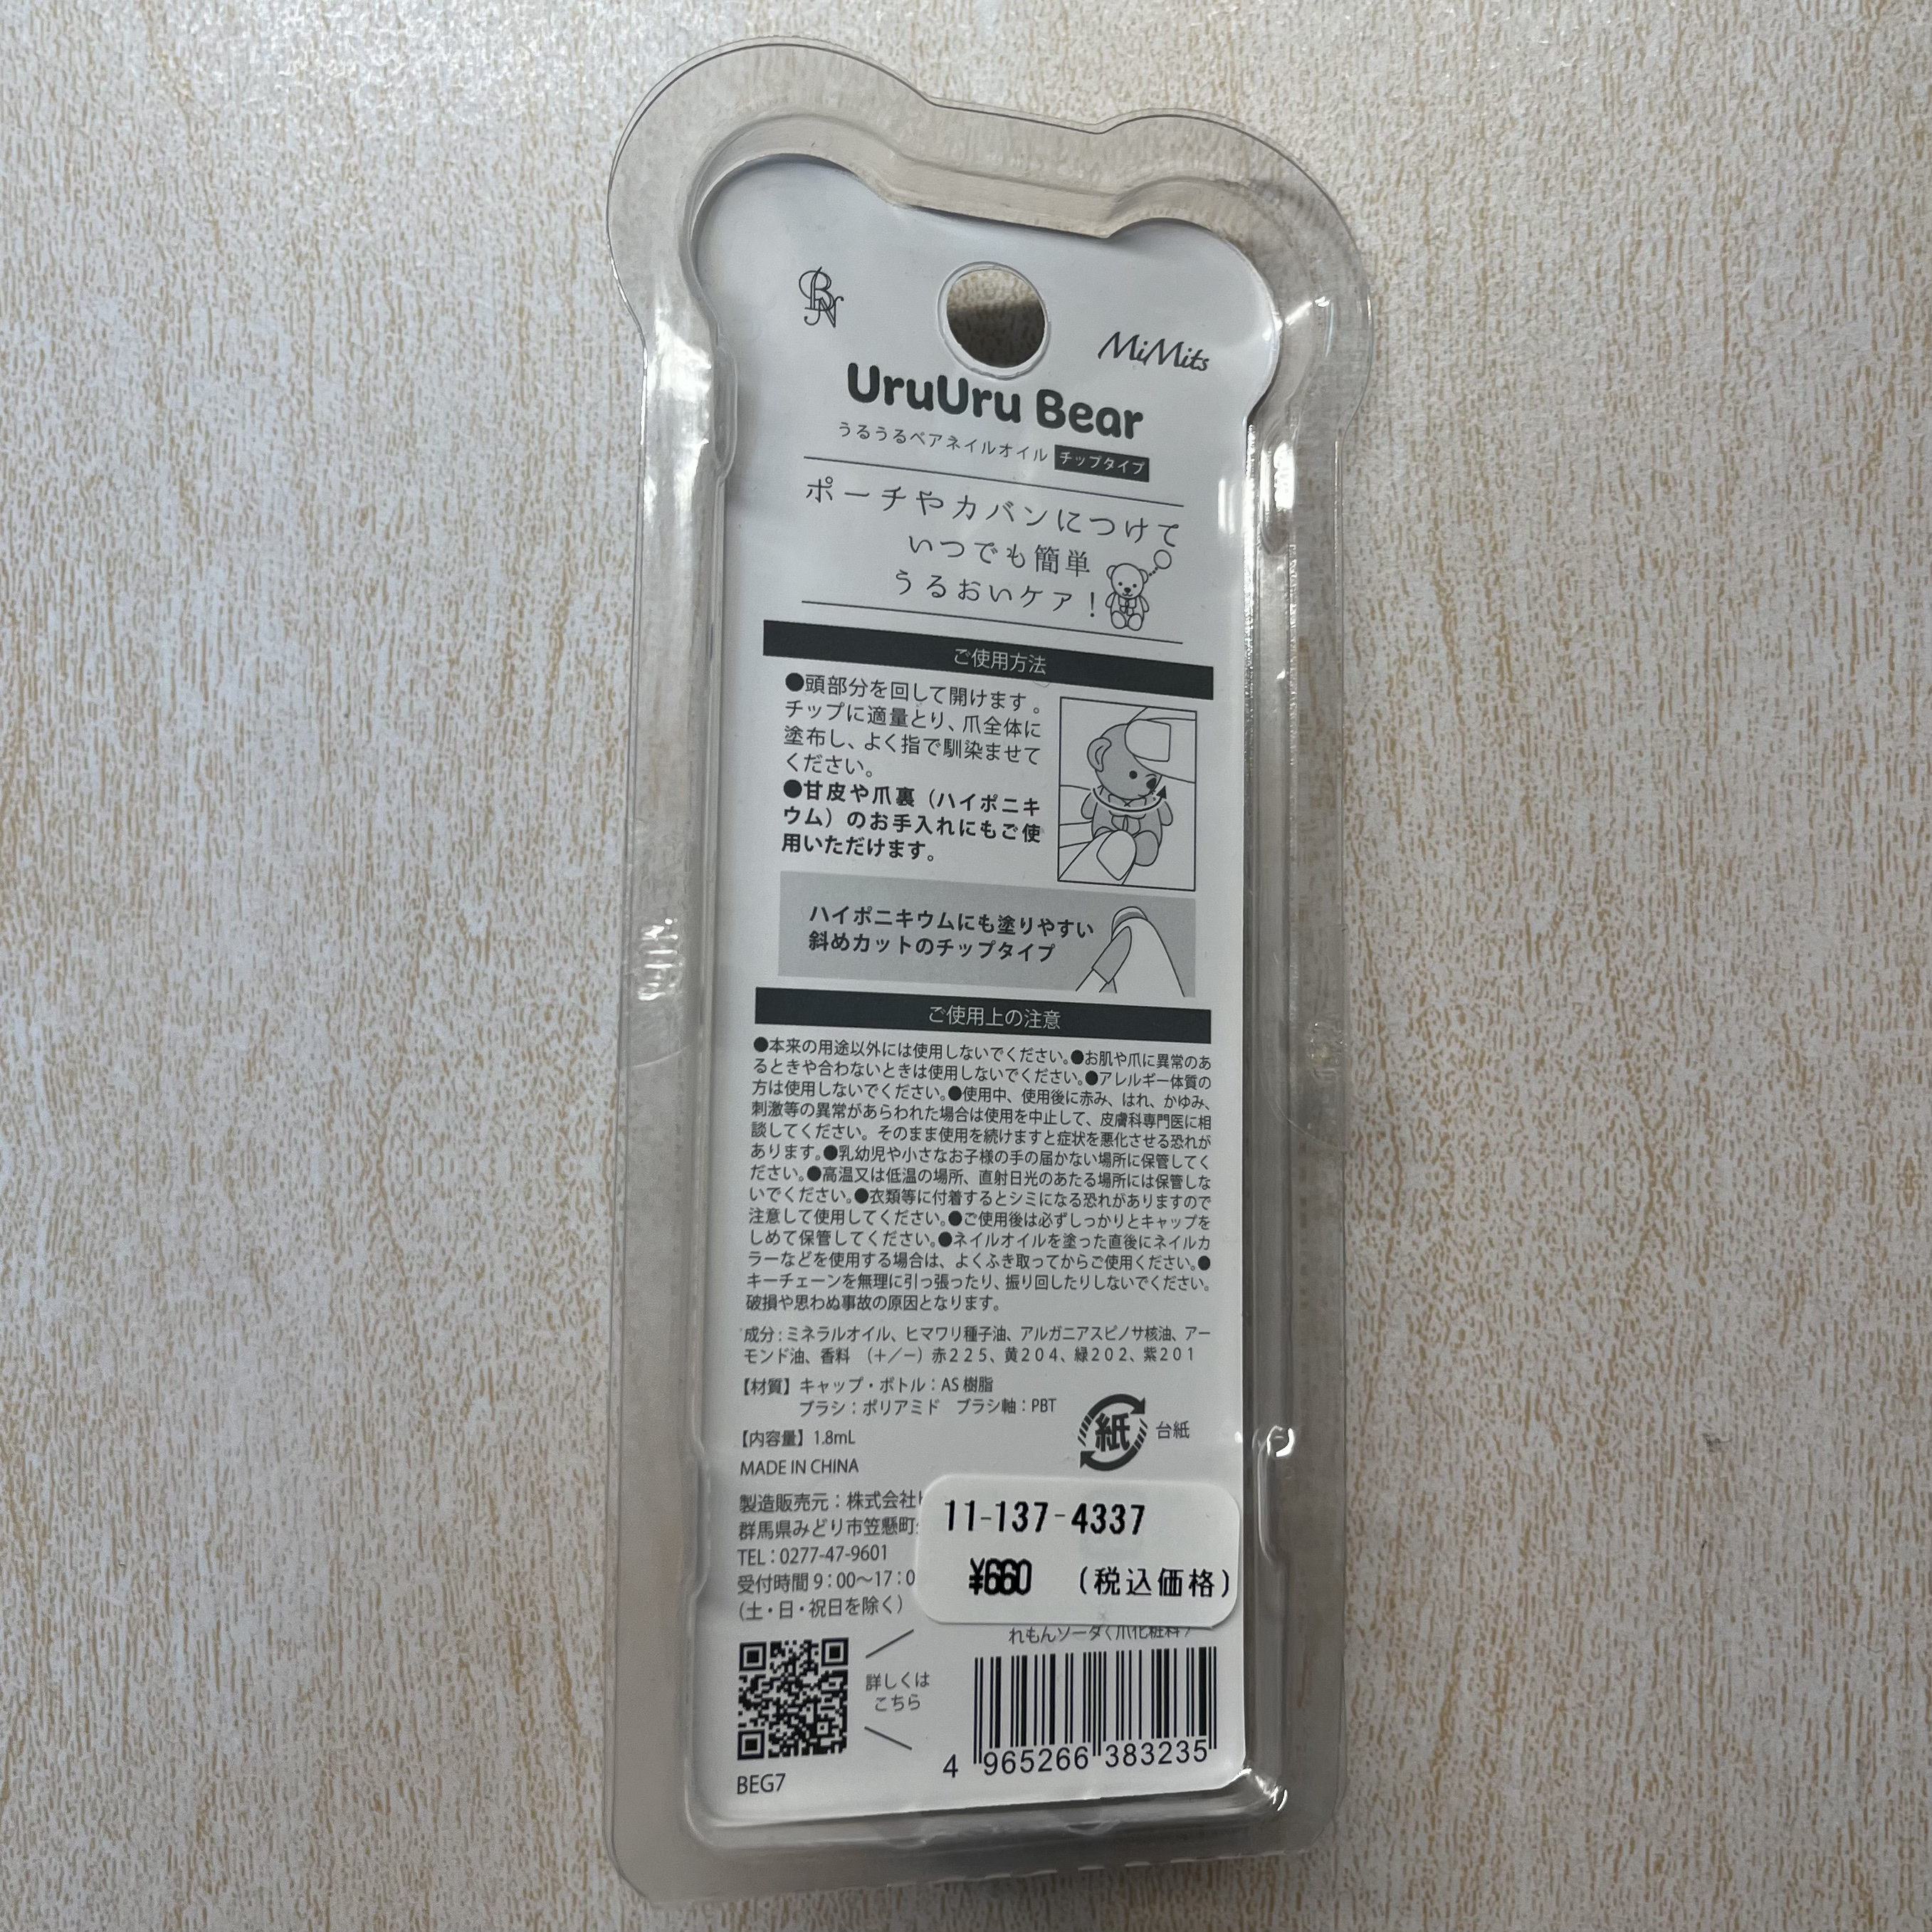 BN
MiMits
UruUru Bear
うるうるベアネイルオイル チップタイプ
ポーチやカバンにつけて
いつでも簡単
うるおいケア！
ご使用方法
●頭部分を回して開けます。
チップに適量とり、爪全体に
塗布し、よく指で馴染ませて
ください。
●甘皮や爪裏（ハイポニキ
ウム）のお手入れにもご使
用いただけます。
ハイポニキウムにも塗りやすい
斜めカットのチップタイプ
ご使用上の注意
●本来の用途以外には使用しないでください。●お肌や爪に異常のあ
るときや合わないときは使用しないでください。●アレルギー体質の
方は使用しないでください。●使用中、使用後に赤み、はれ、かゆみ、
刺激等の異常があらわれた場合は使用を中止して、皮膚科専門医に相
談してください。そのまま使用を続けますと症状を悪化させる恐れが
あります。●乳幼児や小さなお子様の手の届かない場所に保管してく
ださい。●高温又は低温の場所、直射日光のあたる場所には保管しな
いでください。●衣類等に付着するとシミになる恐れがありますので
注意して使用してください。●ご使用後は必ずしっかりとキャップを
しめて保管してください。●ネイルオイルを塗った直後にネイルカ
ラーなどを使用する場合は、よくふき取ってからご使用ください。●
キーチェーンを無理に引っ張ったり、振り回したりしないでください。
破損や思わぬ事故の原因となります。
成分：ミネラルオイル、ヒマワリ種子油、アルガニアスピノサ核油、アー
モンド油、香料 （＋／－）赤２２５、黄２０４、緑２０２、紫２０１
【材質】キャップ・ボトル：AS 樹脂
ブラシ：ポリアミド ブラシ軸：PBT
紙 台紙
【内容量】1.8mL
MADE IN CHINA
製造販売元：株式会社
群馬県みどり市笠懸町
TEL：0277-47-9601
受付時間 9：00〜17：0
（土・日・祝日を除く）
11-137-4337
¥660 （税込価格）
れもんソーダ〈爪化粧料〉
詳しくは
こちら
4 965266 383235
BEG7